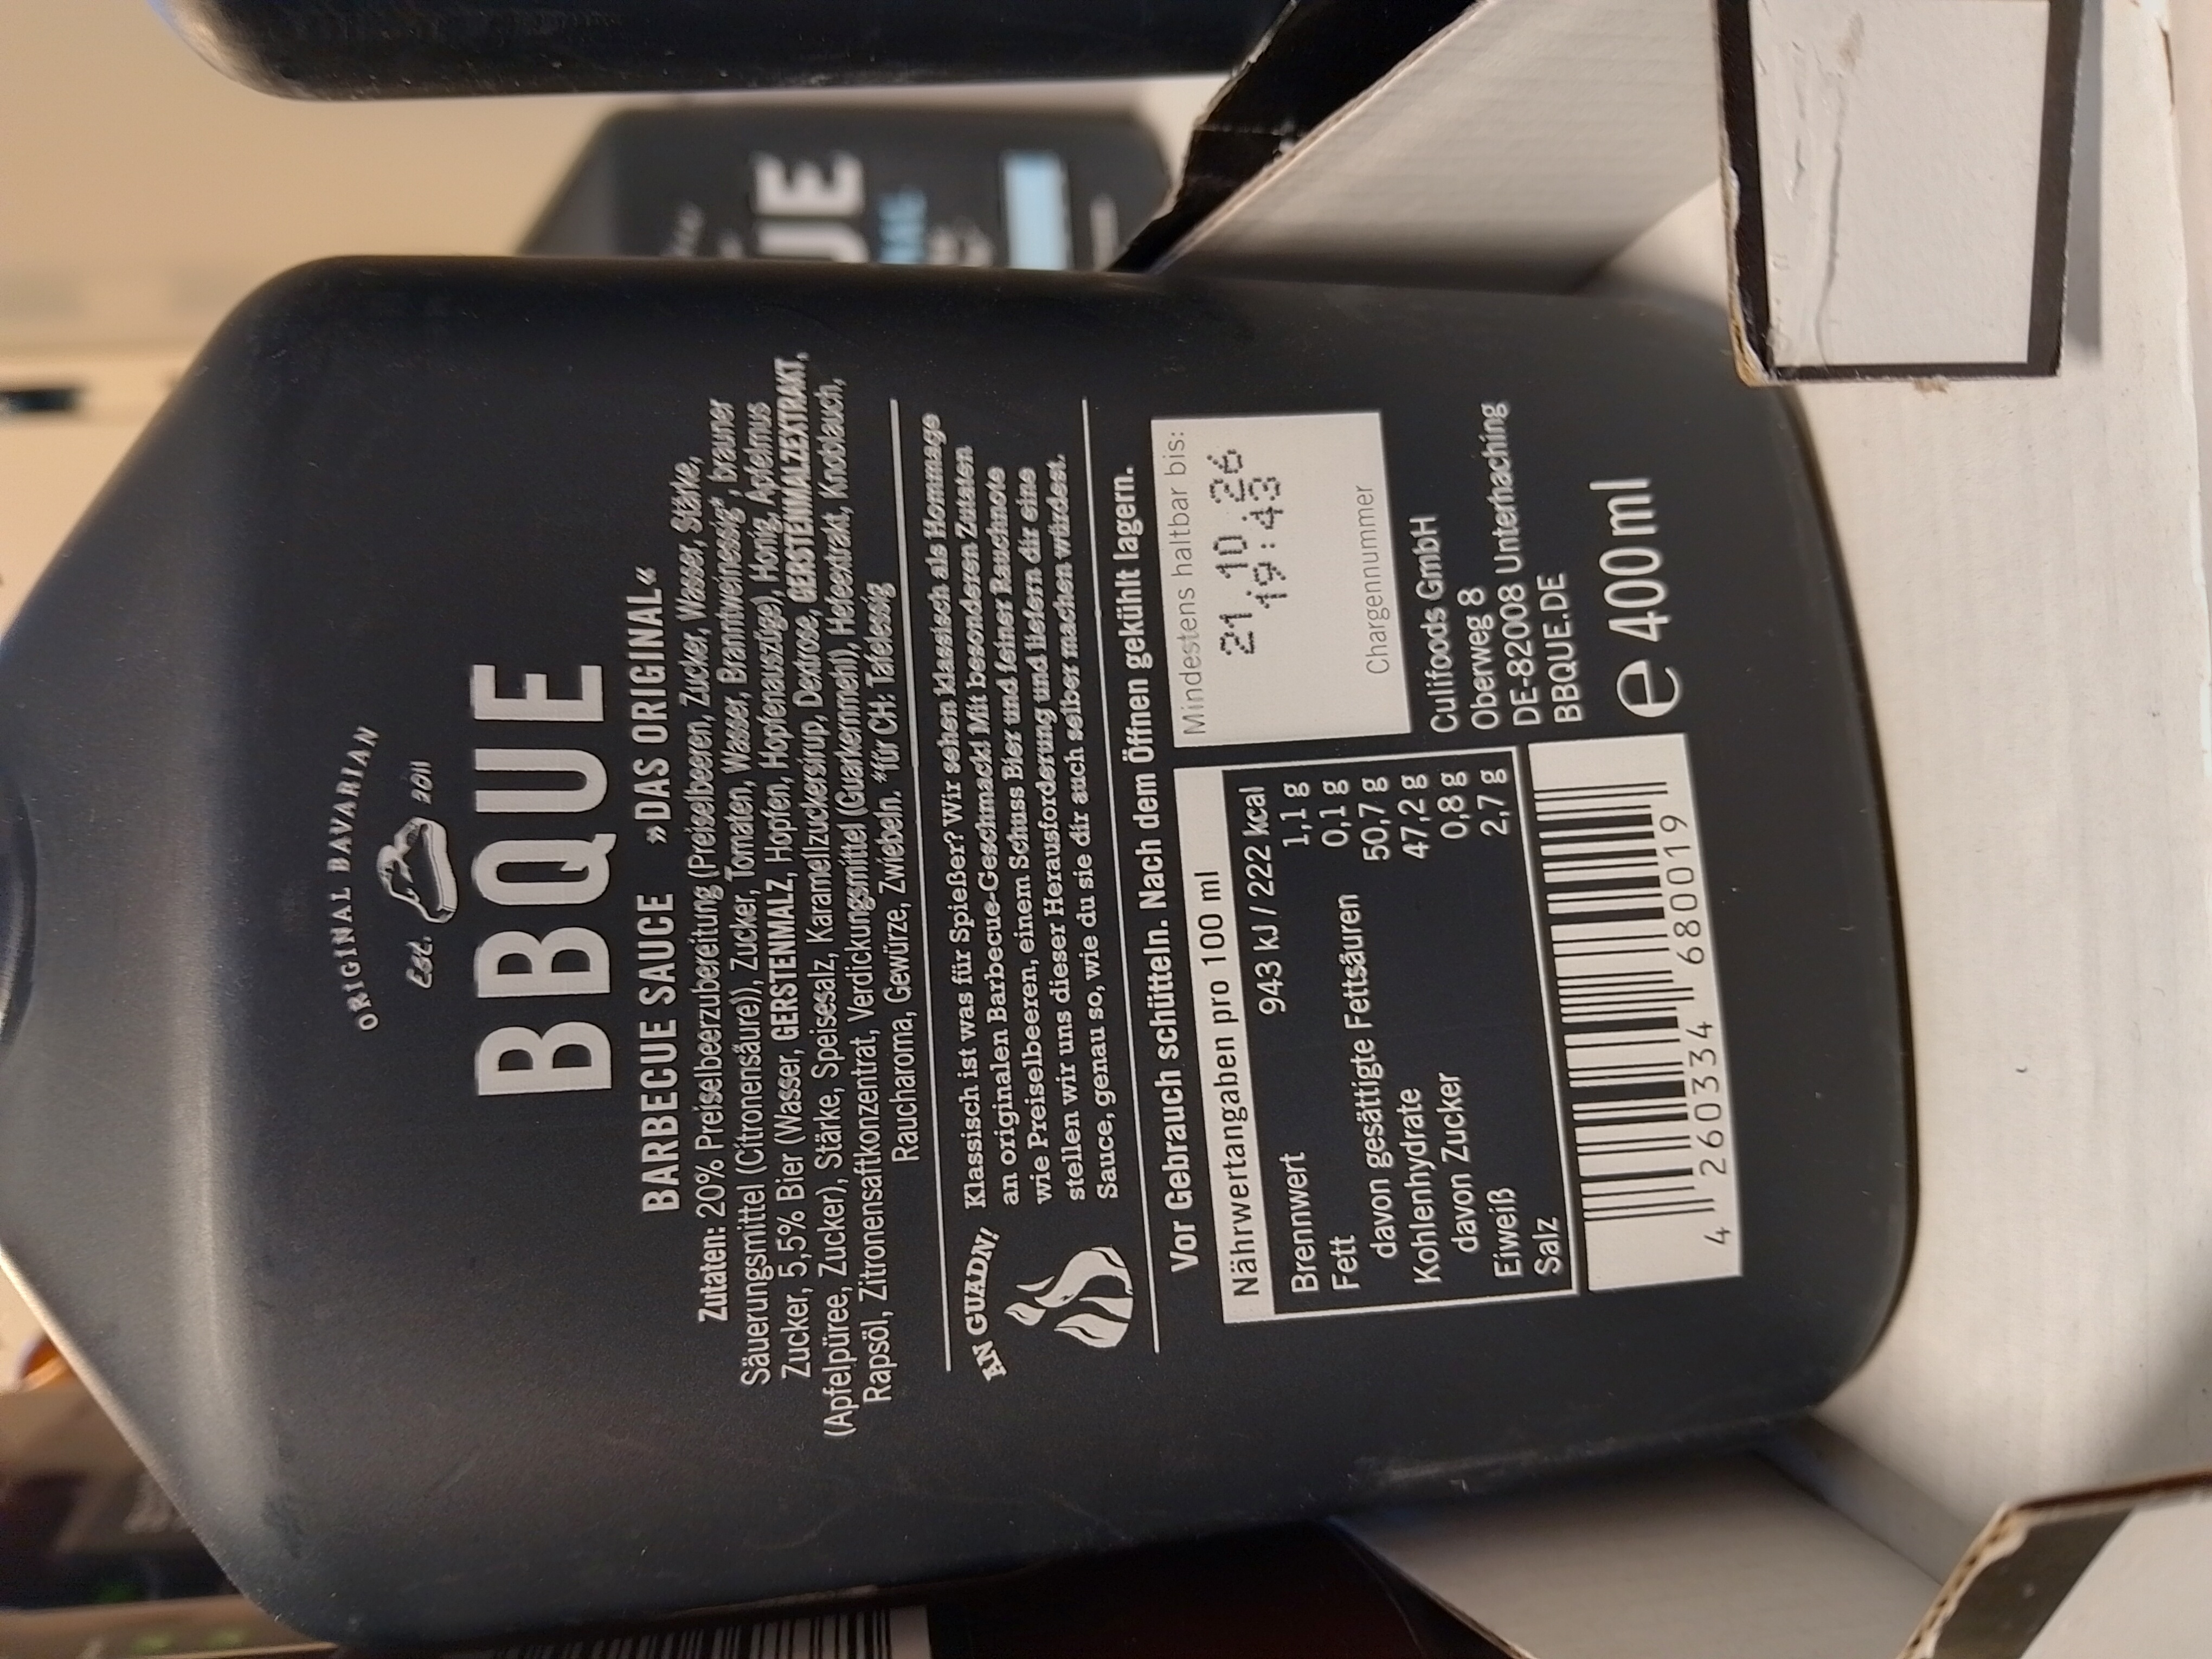 ORIGINAL BAVARIAN
Est. 2011
BBQUE
BARBECUE SAUCE »DAS ORIGINAL«
Zutaten: 20% Preiselbeerzubereitung (Preiselbeeren, Zucker, Wasser, Stärke,
Säuerungsmittel (Citronensäure)), Zucker, Tomaten, Wasser, Branntweinessig*, brauner
Zucker, 5,5% Bier (Wasser, GERSTENMALZ, Hopfen, Hopfenauszüge), Honig, Apfelmus
(Apfelpüree, Zucker), Stärke, Speisesalz, Karamellzuckersirup, Dextrose, GERSTENMALZEXTRAKT,
Rapsöl, Zitronensaftkonzentrat, Verdickungsmittel (Guarkernmehl), Hefeextrakt, Knoblauch,
Raucharoma, Gewürze, Zwiebeln. *für CH: Tafelessig
AN GUADN!
Klassisch ist was für Spießer? Wir sehen klassisch als Hommage
an originalen Barbecue-Geschmack! Mit besonderen Zutaten
wie Preiselbeeren, einem Schuss Bier und feiner Rauchnote
stellen wir uns dieser Herausforderung und liefern dir eine
Sauce, genau so, wie du sie dir auch selber machen würdest.
Vor Gebrauch schütteln. Nach dem Öffnen gekühlt lagern.
Nährwertangaben pro 100 ml
Brennwert 943 kJ / 222 kcal
Fett 1,1 g
davon gesättigte Fettsäuren 0,1 g
Kohlenhydrate 50,7 g
davon Zucker 47,2 g
Eiweiß 0,8 g
Salz 2,7 g
4 260334 680019
Mindestens haltbar bis:
21.10.26
19:43
Chargennummer
Culifoods GmbH
Oberweg 8
DE-82008 Unterhaching
BBQUE.DE
e 400ml
UE